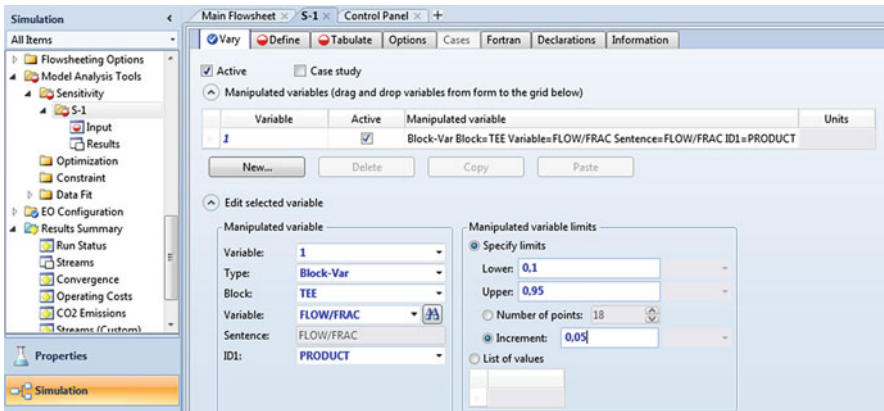 Simulation
All Items
Flowsheeting Options
Model Analysis Tools
Sensitivity
S-1
Input
Results
Optimization
Constraint
Data Fit
EO Configuration
Results Summary
Run Status
Streams
Convergence
Operating Costs
CO2 Emissions
Streams (Custom)
Properties
Simulation
Main Flowsheet S-1 Control Panel +
Vary Define Tabulate Options Cases Fortran Declarations Information
Active Case study
Manipulated variables (drag and drop variables from form to the grid below)
Variable Active Manipulated variable Units
1 Block-Var Block=TEE Variable=FLOW/FRAC Sentence=FLOW/FRAC ID1=PRODUCT
New... Delete Copy Paste
Edit selected variable
Manipulated variable
Variable: 1
Type: Block-Var
Block: TEE
Variable: FLOW/FRAC
Sentence: FLOW/FRAC
ID1: PRODUCT
Manipulated variable limits
Specify limits
Lower: 0,1
Upper: 0,95
Number of points: 18
Increment: 0,05
List of values